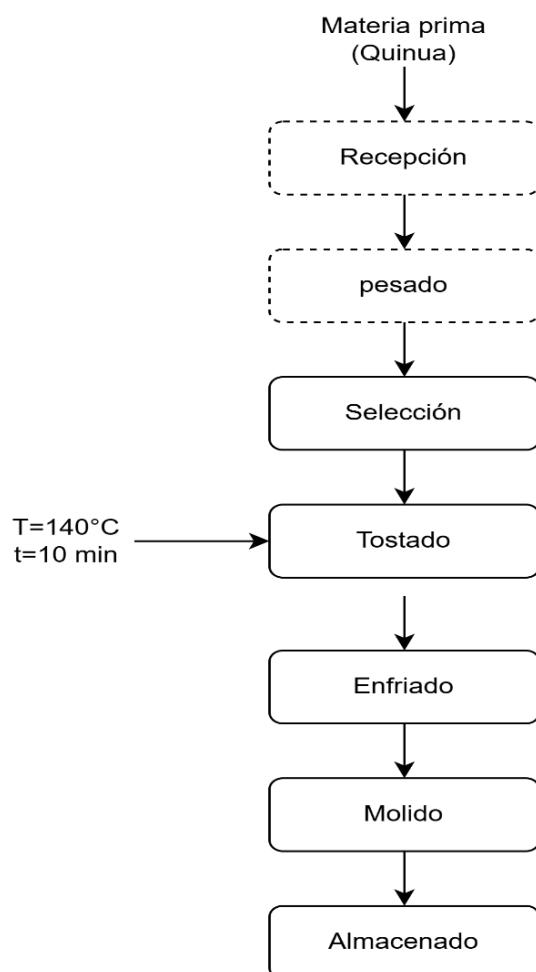 Materia prima
(Quinua)
Recepción
pesado
Selección
T=140°C
t=10 min
Tostado
Enfriado
Molido
Almacenado